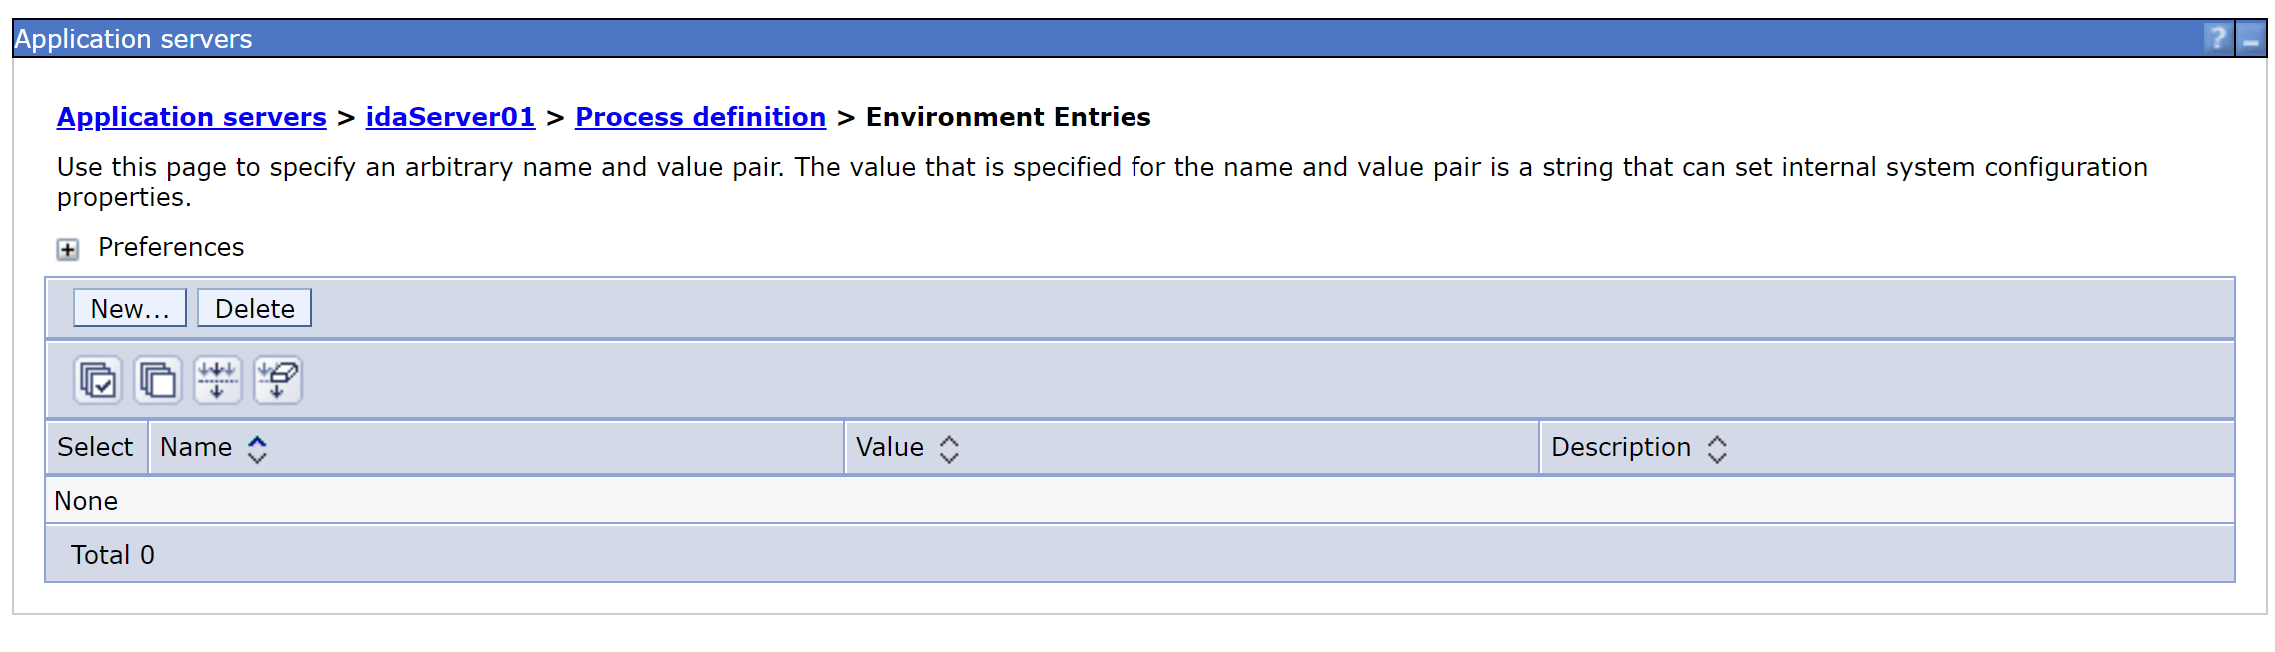 Application servers ? –
Application servers > idaServer01 > Process definition > Environment Entries
Use this page to specify an arbitrary name and value pair. The value that is specified for the name and value pair is a string that can set internal system configuration
properties.
Preferences
New... Delete
Select Name Value Description
None
Total 0